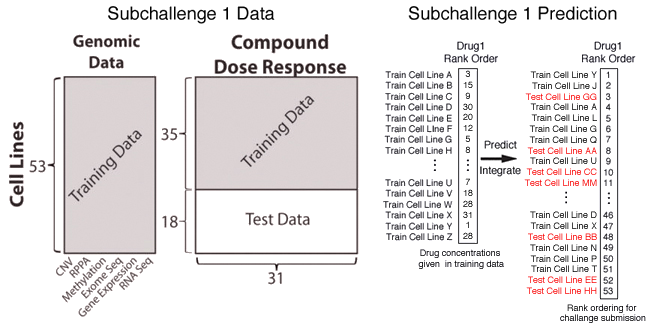 Subchallenge 1 Data
Subchallenge 1 Prediction
Genomic
Data
Compound
Dose Response
Cell Lines
53
Training Data
35
18
Training Data
Test Data
31
CNV
RPPA
Methylation
Exome Seq
Gene Expression
RNA Seq
Drug1
Rank Order
Train Cell Line A 3
Train Cell Line B 15
Train Cell Line C 9
Train Cell Line D 30
Train Cell Line E 20
Train Cell Line F 12
Train Cell Line G 5
Train Cell Line H 8
Train Cell Line U 7
Train Cell Line V 18
Train Cell Line W 28
Train Cell Line X 31
Train Cell Line Y 1
Train Cell Line Z 28
Drug concentrations
given in training data
Predict
Integrate
Drug1
Rank Order
Train Cell Line Y 1
Train Cell Line J 2
Test Cell Line GG 3
Train Cell Line A 4
Train Cell Line L 5
Train Cell Line G 6
Train Cell Line Q 7
Test Cell Line AA 8
Train Cell Line U 9
Test Cell Line CC 10
Test Cell Line MM 11
Train Cell Line D 46
Train Cell Line X 47
Test Cell Line BB 48
Train Cell Line N 49
Train Cell Line P 50
Train Cell Line T 51
Test Cell Line EE 52
Test Cell Line HH 53
Rank ordering for
challange submission